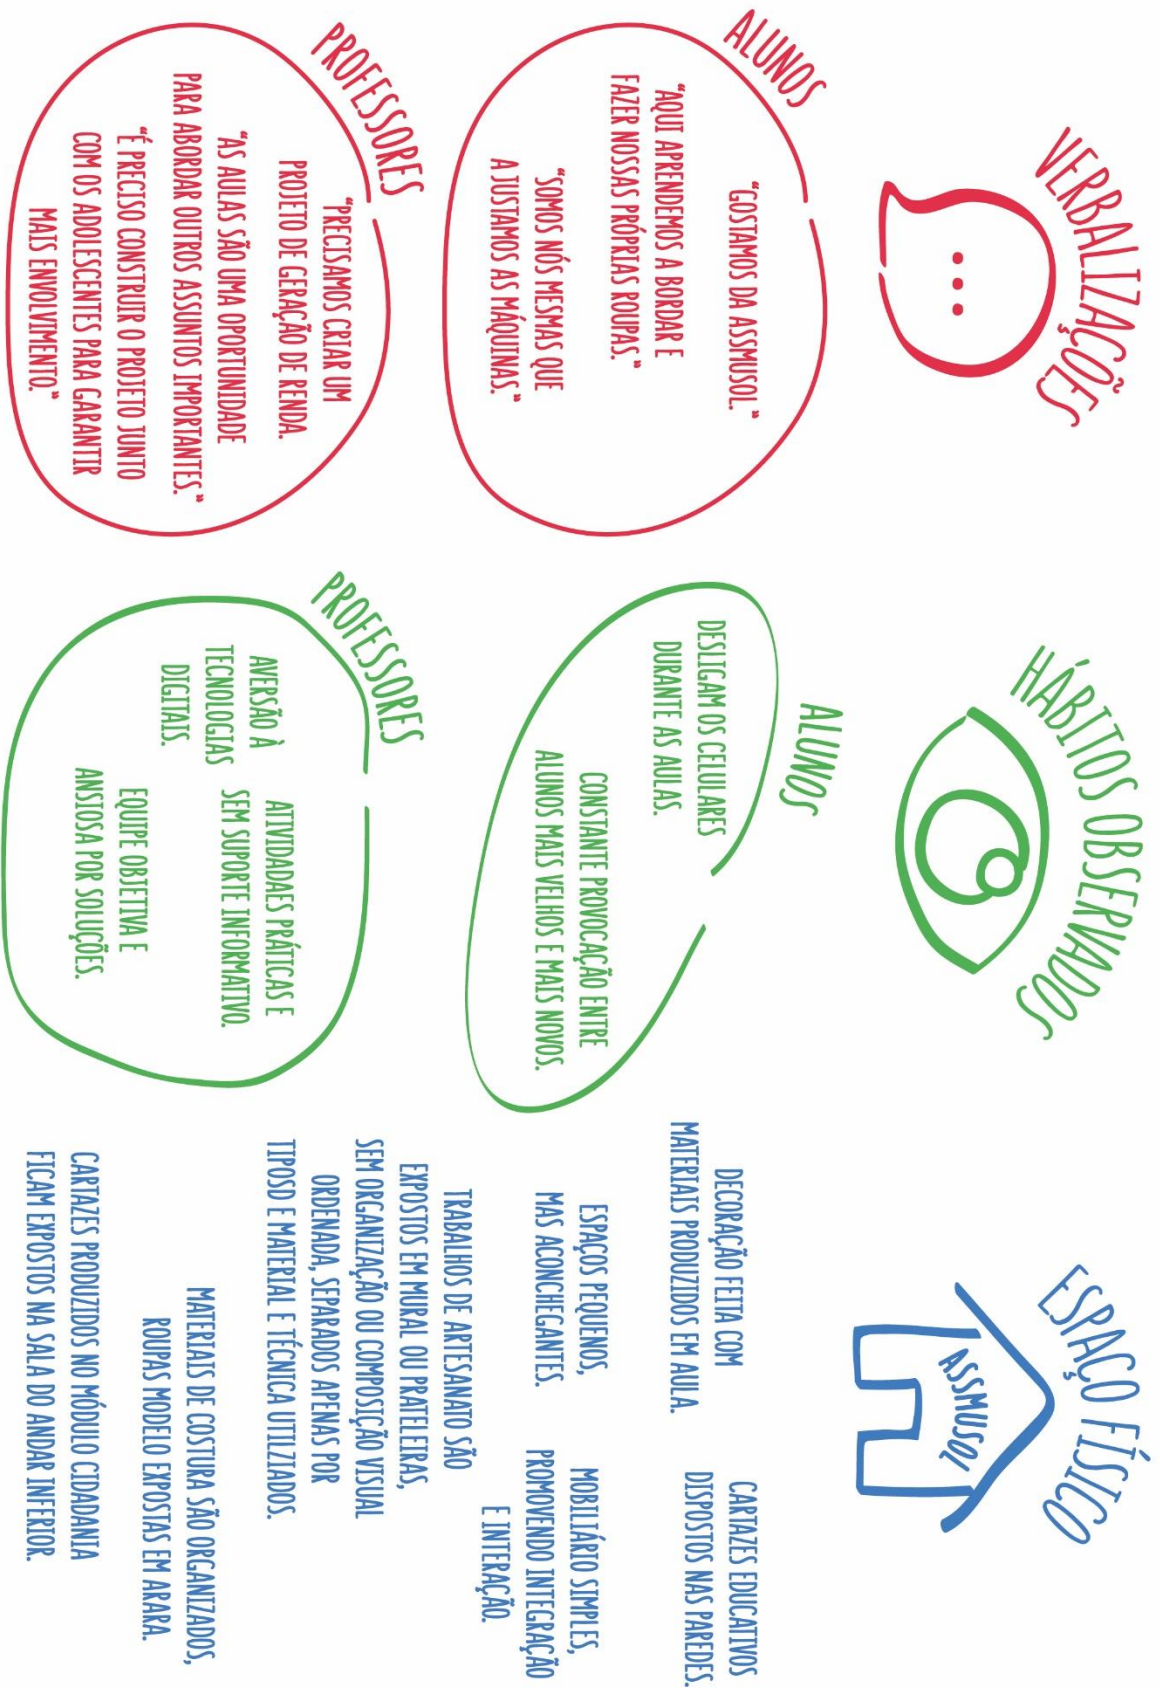 VERBALIZAÇÕES
...
ALUNOS
"GOSTAMOS DA ASSMUSOL."
"AQUI APRENDEMOS A BORDAR E
FAZER NOSSAS PRÓPRIAS ROUPAS."
"SOMOS NÓS MESMAS QUE
AJUSTAMOS AS MÁQUINAS."
PROFESSORES
"PRECISAMOS CRIAR UM
PROJETO DE GERAÇÃO DE RENDA.
"AS AULAS SÃO UMA OPORTUNIDADE
PARA ABORDAR OUTROS ASSUNTOS IMPORTANTES."
"É PRECISO CONSTRUIR O PROJETO JUNTO
COM OS ADOLESCENTES PARA GARANTIR
MAIS ENVOLVIMENTO."
HÁBITOS OBSERVADOS
ALUNOS
DESLIGAM OS CELULARES
DURANTE AS AULAS.
CONSTANTE PROVOCAÇÃO ENTRE
ALUNOS MAIS VELHOS E MAIS NOVOS.
PROFESSORES
AVERSÃO À
TECNOLOGIAS
DIGITAIS.
ATIVIDADAES PRÁTICAS E
SEM SUPORTE INFORMATIVO.
EQUIPE OBJETIVA E
ANSIOSA POR SOLUÇÕES.
ESPAÇO FÍSICO
ASSMUSOL
DECORAÇÃO FEITA COM
MATERIAIS PRODUZIDOS EM AULA.
CARTAZES EDUCATIVOS
DISPOSTOS NAS PAREDES.
ESPAÇOS PEQUENOS,
MAS ACONCHEGANTES.
MOBILIÁRIO SIMPLES,
PROMOVENDO INTEGRAÇÃO
E INTERAÇÃO.
TRABALHOS DE ARTESANATO SÃO
EXPOSTOS EM MURAL OU PRATELEIRAS,
SEM ORGANIZAÇÃO OU COMPOSIÇÃO VISUAL
ORDENADA, SEPARADOS APENAS POR
TIPOSD E MATERIAL E TÉCNICA UTILZIADOS.
MATERIAIS DE COSTURA SÃO ORGANIZADOS,
ROUPAS MODELO EXPOSTAS EM ARARA.
CARTAZES PRODUZIDOS NO MÓDULO CIDADANIA
FICAM EXPOSTOS NA SALA DO ANDAR INFERIOR.